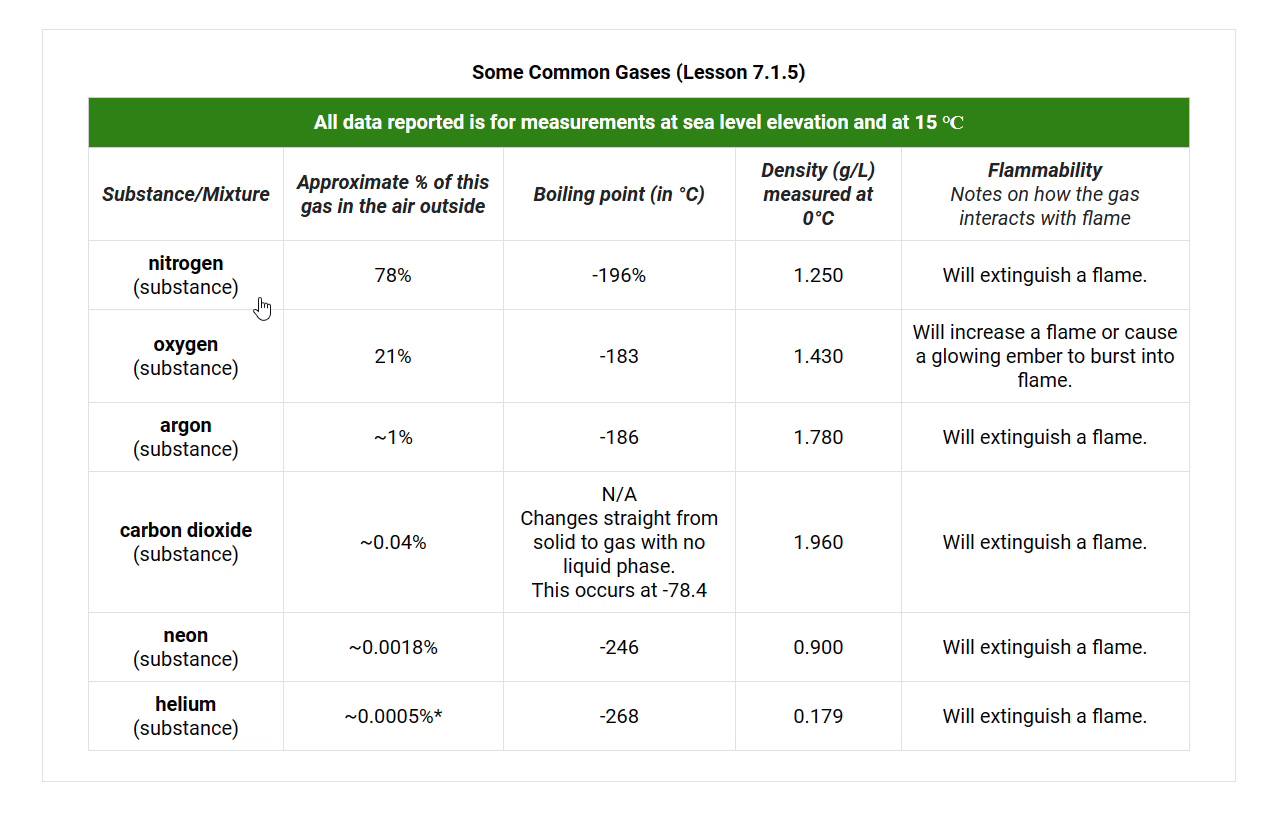 Some Common Gases (Lesson 7.1.5)
All data reported is for measurements at sea level elevation and at 15 °C
Substance/Mixture
Approximate % of this
gas in the air outside
Boiling point (in °C)
Density (g/L)
measured at
0°C
Flammability
Notes on how the gas
interacts with flame
nitrogen
(substance)
78%
-196%
1.250
Will extinguish a flame.
oxygen
(substance)
21%
-183
1.430
Will increase a flame or cause
a glowing ember to burst into
flame.
argon
(substance)
~1%
-186
1.780
Will extinguish a flame.
carbon dioxide
(substance)
~0.04%
N/A
Changes straight from
solid to gas with no
liquid phase.
This occurs at -78.4
1.960
Will extinguish a flame.
neon
(substance)
~0.0018%
-246
0.900
Will extinguish a flame.
helium
(substance)
~0.0005%*
-268
0.179
Will extinguish a flame.